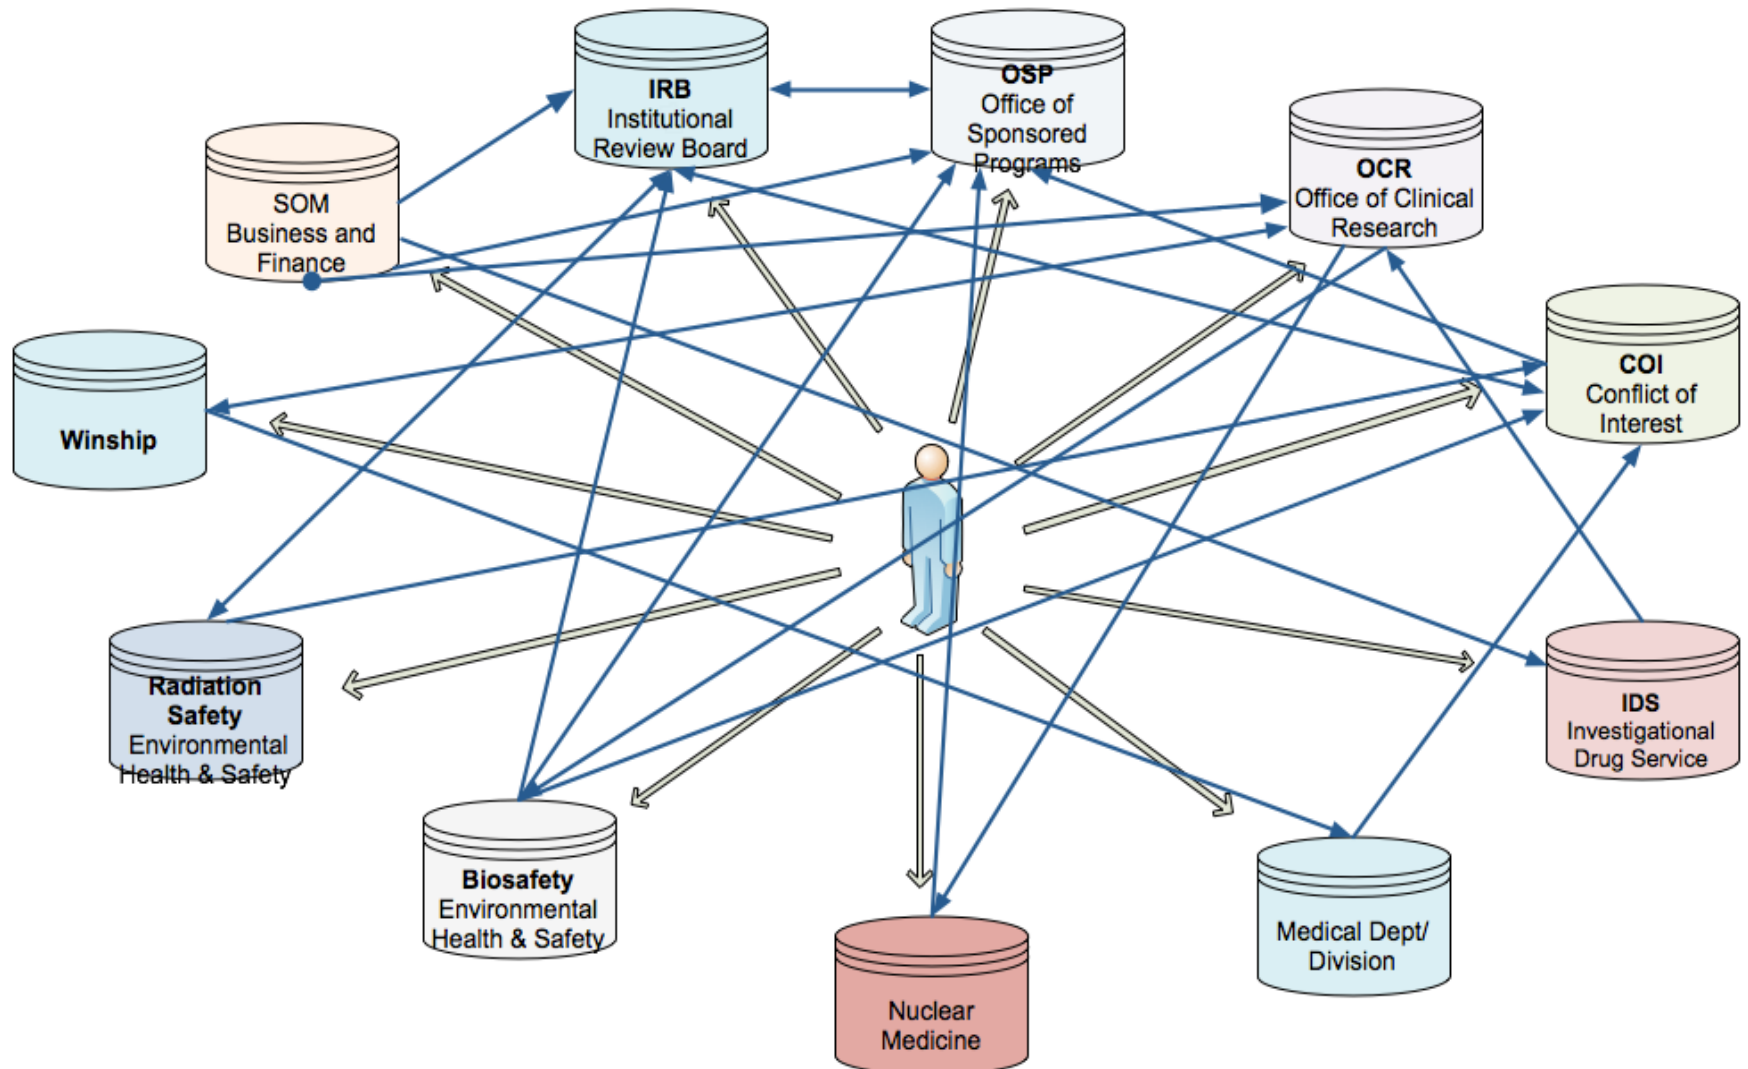 IRB
Institutional
Review Board
OSP
Office of
Sponsored
Programs
OCR
Office of Clinical
Research
SOM
Business and
Finance
COI
Conflict of
Interest
Winship
Radiation
Safety
Environmental
Health & Safety
IDS
Investigational
Drug Service
Biosafety
Environmental
Health & Safety
Medical Dept/
Division
Nuclear
Medicine